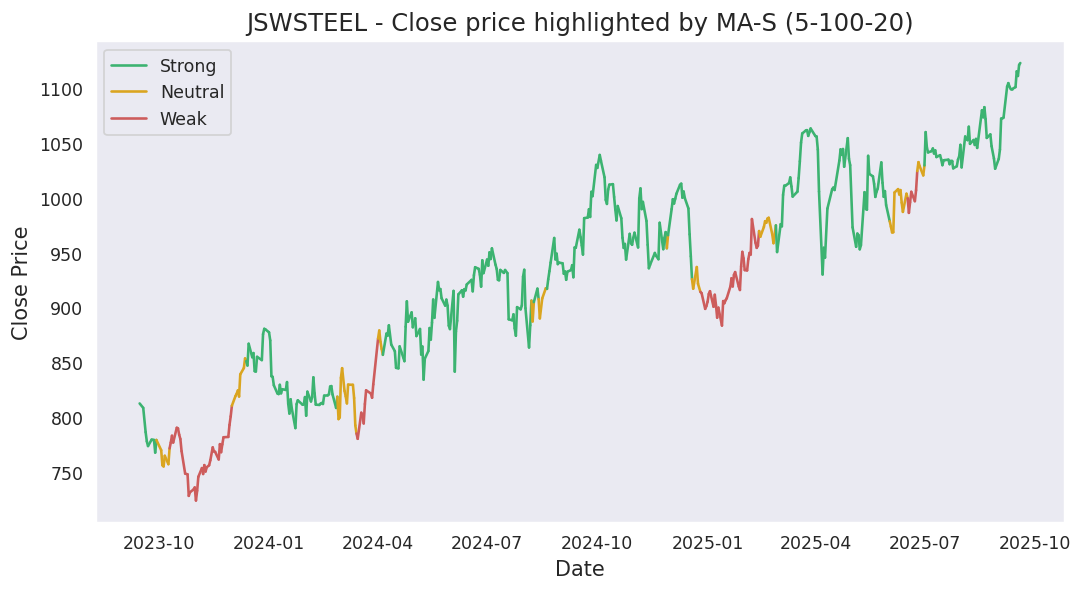 JSWSTEEL - Close price highlighted by MA-S (5-100-20)
Strong
Neutral
Weak
Close Price
1100
1050
1000
950
900
850
800
750
2023-10 2024-01 2024-04 2024-07 2024-10 2025-01 2025-04 2025-07 2025-10
Date